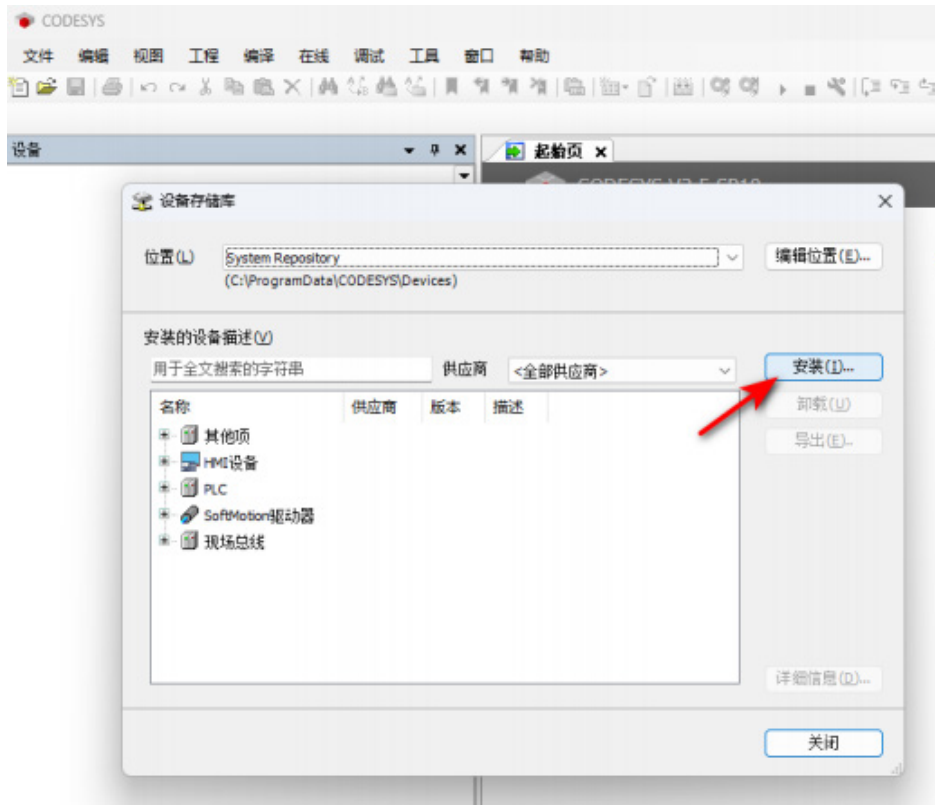 CODESYS
文件 编辑 视图 工程 编译 在线 调试 工具 窗口 帮助
设备
起始页
CODESYS V3.5 SP19
设备存储库
位置(L) System Repository 编辑位置(E)...
(C:\ProgramData\CODESYS\Devices)
安装的设备描述(V)
用于全文搜索的字符串 供应商 <全部供应商> 安装(I)...
名称 供应商 版本 描述 卸载(U)
其他项 导出(E)...
HMI设备
PLC
SoftMotion驱动器
现场总线
详细信息(D)...
关闭